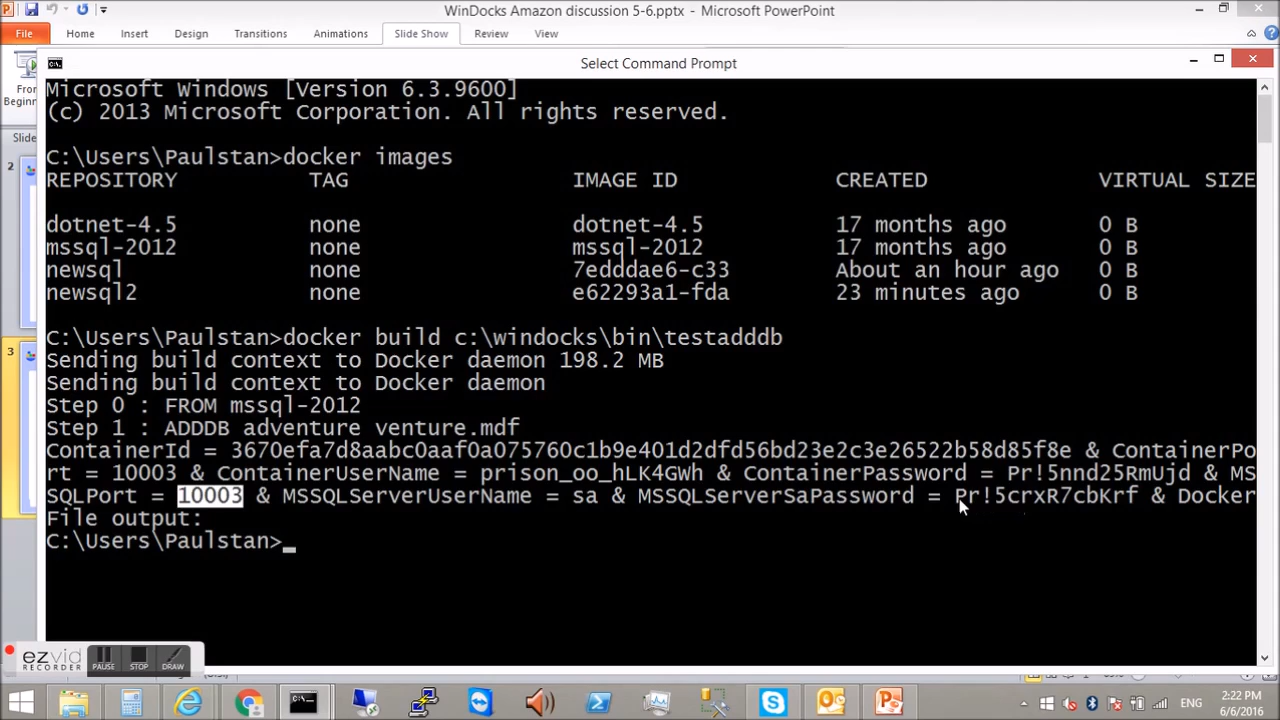 WinDocks Amazon discussion 5-6.pptx - Microsoft PowerPoint
File Home Insert Design Transitions Animations Slide Show Review View
Select Command Prompt
From
Beginn
Slide
2
3
Microsoft Windows [Version 6.3.9600]
(c) 2013 Microsoft Corporation. All rights reserved.
C:\Users\Paulstan>docker images
REPOSITORY TAG IMAGE ID CREATED VIRTUAL SIZE
dotnet-4.5 none dotnet-4.5 17 months ago 0 B
mssql-2012 none mssql-2012 17 months ago 0 B
newsql none 7edddae6-c33 About an hour ago 0 B
newsql2 none e62293a1-fda 23 minutes ago 0 B
C:\Users\Paulstan>docker build c:\windocks\bin\testadddb
Sending build context to Docker daemon 198.2 MB
Sending build context to Docker daemon
Step 0 : FROM mssql-2012
Step 1 : ADDDB adventure venture.mdf
ContainerId = 3670efa7d8aabc0aaf0a075760c1b9e401d2dfd56bd23e2c3e26522b58d85f8e & ContainerPo
rt = 10003 & ContainerUserName = prison_oo_hLK4GWh & ContainerPassword = Pr!5nnd25RmUjd & MS
SQLPort = 10003 & MSSQLServerUserName = sa & MSSQLServerSaPassword = Pr!5crxR7cbKrf & Docker
File output:
C:\Users\Paulstan>
ezvid
RECORDER
PAUSE STOP DRAW
ENG
2:22 PM
6/6/2016